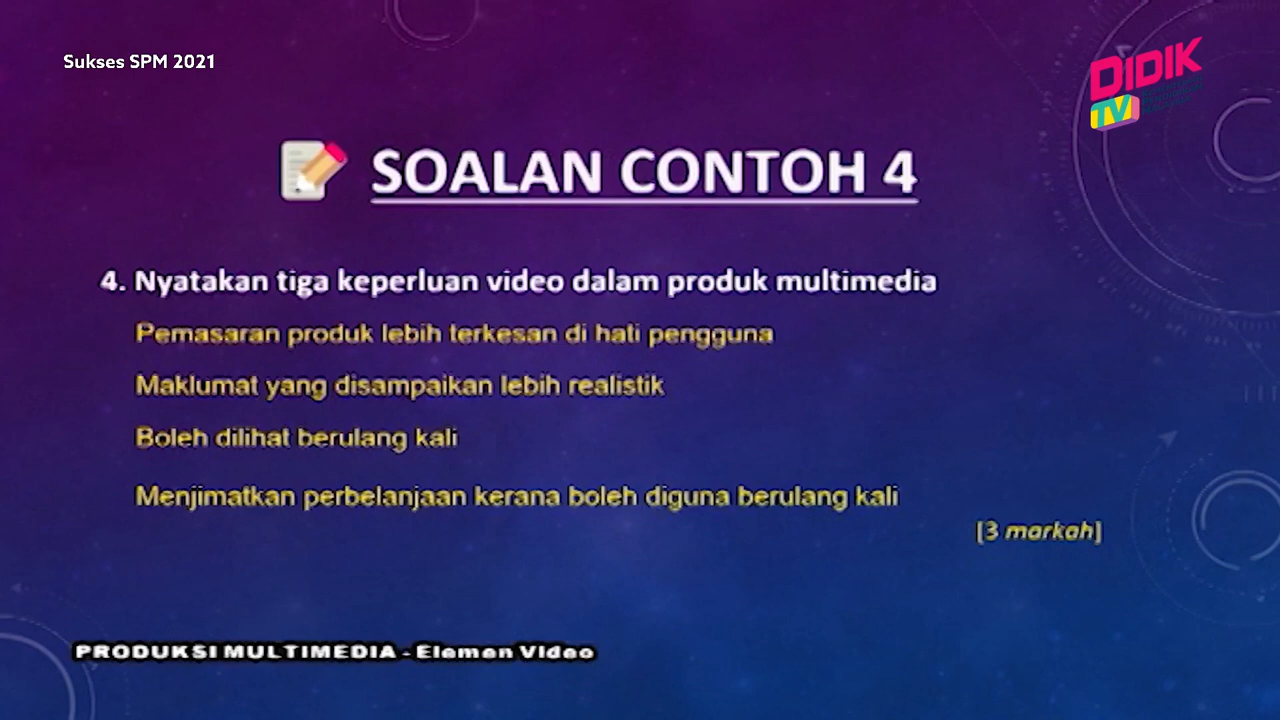 Sukses SPM 2021
DIDIK
TV
SOALAN CONTOH 4
4. Nyatakan tiga keperluan video dalam produk multimedia
Pemasaran produk lebih terkesan di hati pengguna
Maklumat yang disampaikan lebih realistik
Boleh dilihat berulang kali
Menjimatkan perbelanjaan kerana boleh diguna berulang kali
[3 markah]
PRODUKSI MULTIMEDIA - Elemen Video